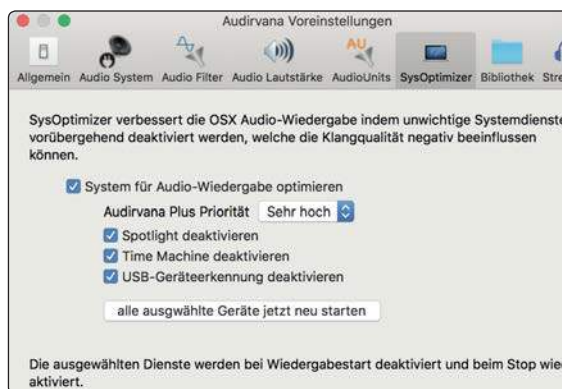 Audirvana Voreinstellungen
AU
Allgemein Audio System Audio Filter Audio Lautstärke AudioUnits SysOptimizer Bibliothek
SysOptimizer verbessert die OSX Audio-Wiedergabe indem unwichtige Systemdienste
vorübergehend deaktiviert werden, welche die Klangqualität negativ beeinflussen
können.
System für Audio-Wiedergabe optimieren
Audirvana Plus Priorität Sehr hoch
Spotlight deaktivieren
Time Machine deaktivieren
USB-Geräteerkennung deaktivieren
alle ausgwählte Geräte jetzt neu starten
Die ausgewählten Dienste werden bei Wiedergabestart deaktiviert und beim Stop
aktiviert.